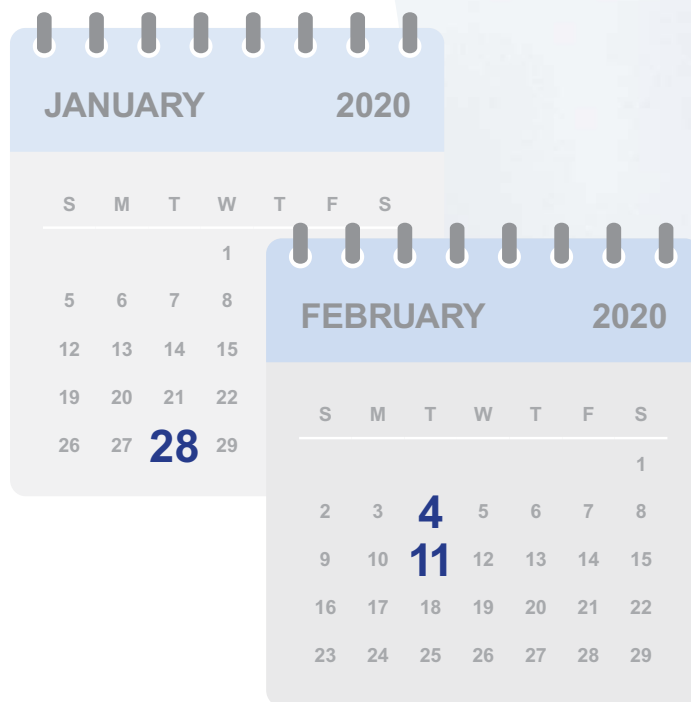 JANUARY 2020
S M T W T F S
1
5 6 7 8
12 13 14 15
19 20 21 22
26 27 28 29
FEBRUARY 2020
S M T W T F S
1
2 3 4 5 6 7 8
9 10 11 12 13 14 15
16 17 18 19 20 21 22
23 24 25 26 27 28 29